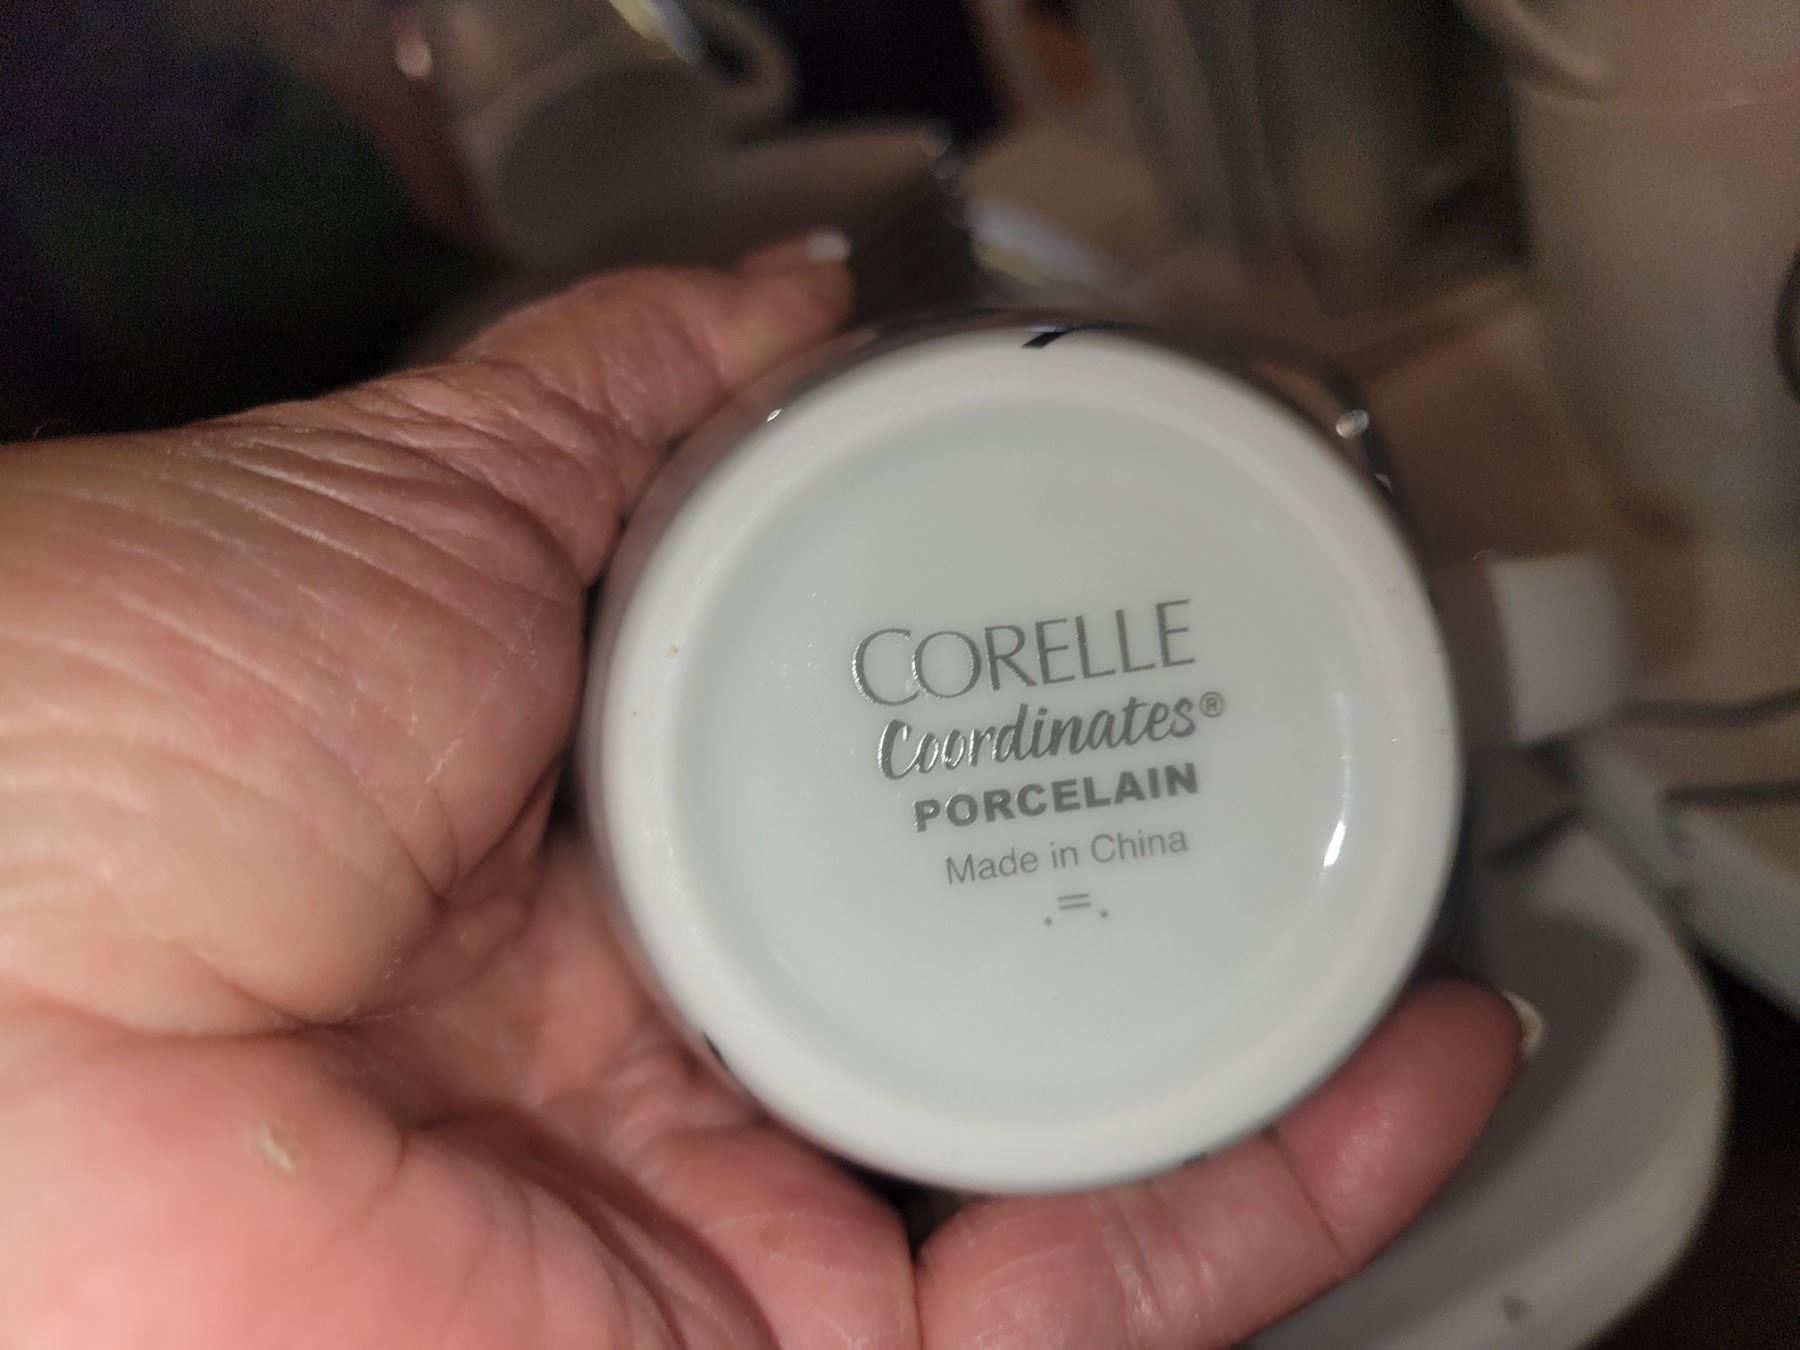 CORELLE
Coordinates®
PORCELAIN
Made in China
.=.